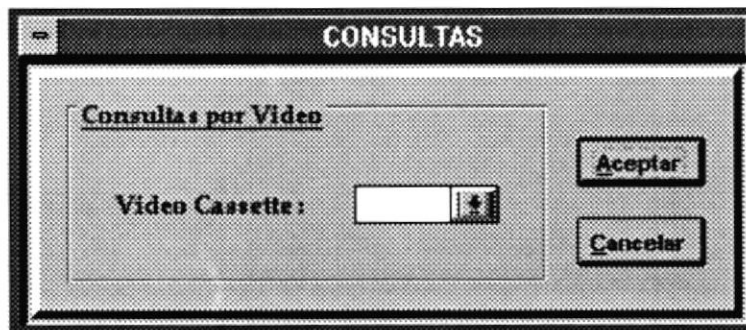 CONSULTAS
Consultas por Video
Video Cassette :
Aceptar
Cancelar